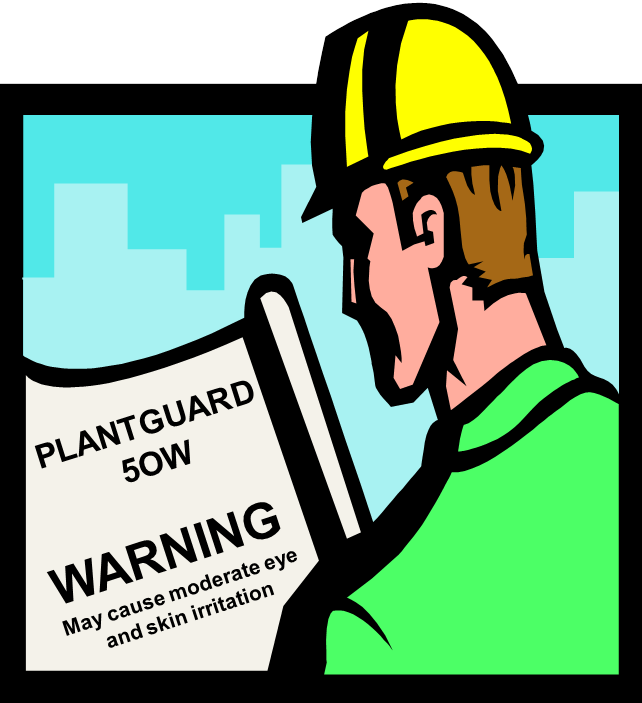 PLANTGUARD
5OW
WARNING
May cause moderate eye
and skin irritation